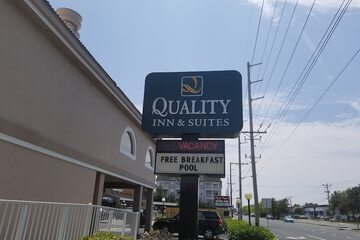 QUALITY
INN & SUITES
VACANCY
FREE BREAKFAST
POOL